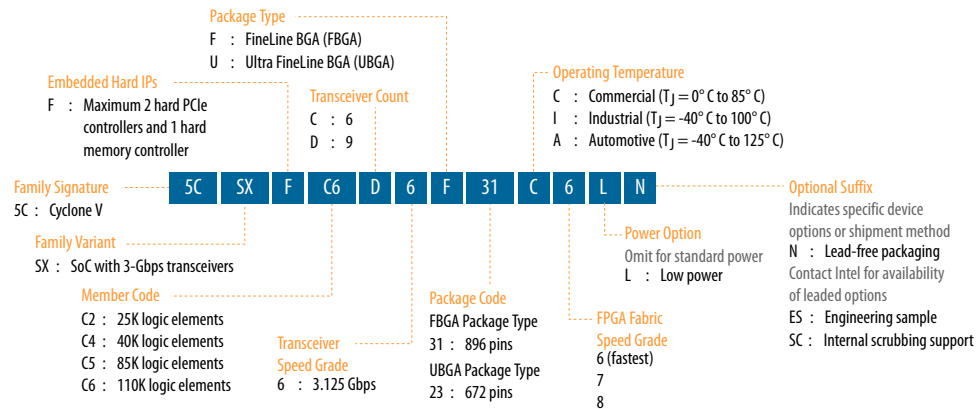 Package Type
F : FineLine BGA (FBGA)
U : Ultra FineLine BGA (UBGA)
Embedded Hard IPs
F : Maximum 2 hard PCIe
controllers and 1 hard
memory controller
Transceiver Count
C : 6
D : 9
Operating Temperature
C : Commercial (TJ = 0° C to 85° C)
I : Industrial (TJ = -40° C to 100° C)
A : Automotive (TJ = -40° C to 125° C)
5C SX F C6 D 6 F 31 C 6 L N
Family Signature
5C : Cyclone V
Family Variant
SX : SoC with 3-Gbps transceivers
Member Code
C2 : 25K logic elements
C4 : 40K logic elements
C5 : 85K logic elements
C6 : 110K logic elements
Transceiver
Speed Grade
6 : 3.125 Gbps
Package Code
FBGA Package Type
31 : 896 pins
UBGA Package Type
23 : 672 pins
FPGA Fabric
Speed Grade
6 (fastest)
7
8
Power Option
Omit for standard power
L : Low power
Optional Suffix
Indicates specific device
options or shipment method
N : Lead-free packaging
Contact Intel for availability
of leaded options
ES : Engineering sample
SC : Internal scrubbing support